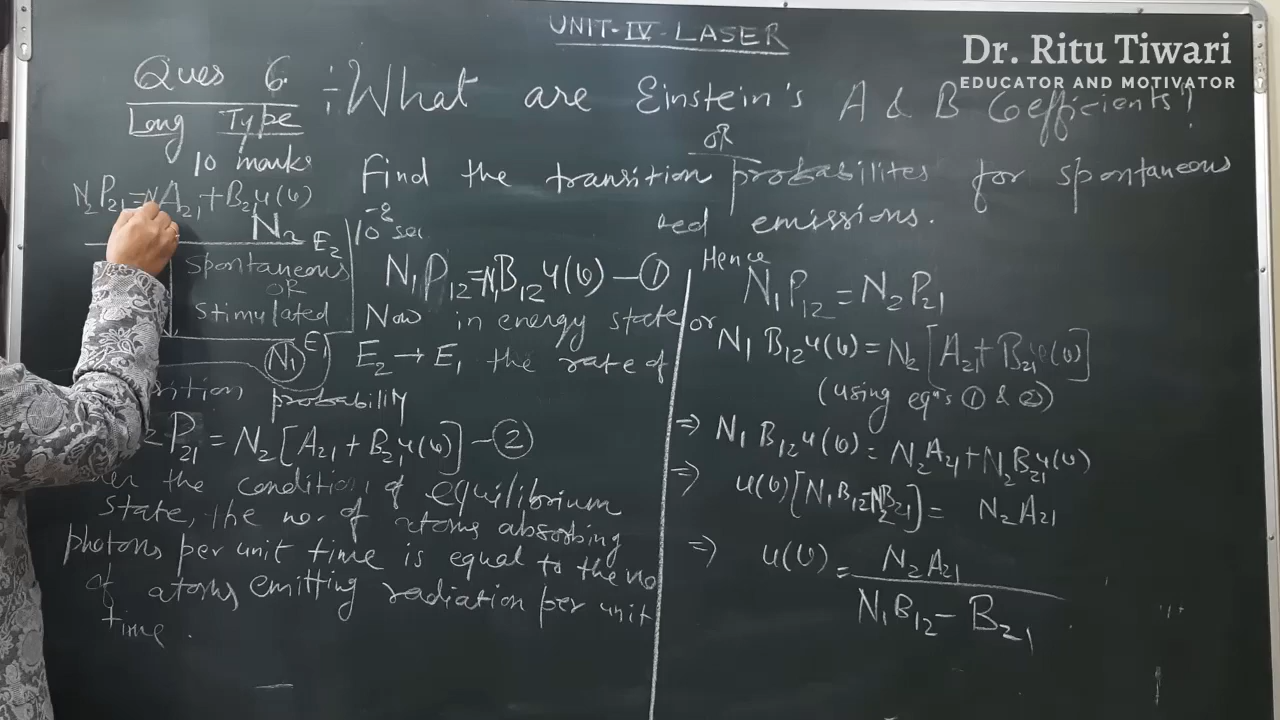 UNIT-IV-LASER
Dr. Ritu Tiwari
EDUCATOR AND MOTIVATOR
Ques 6 :- What are Einstein's A & B Coefficients?
Long Type
OR
10 marks
Find the transition probabilites for spontaneous
emissions.
N₂P₂₁=NA₂₁+B₂₁u(υ)
N₂ E₂
10⁻⁸ sec
Spontaneous
OR
Stimulated
N₁ E₁
N₁P₁₂=N₁B₁₂u(υ) —①
Now in energy state
E₂→E₁ the rate of
probability
P₂₁=N₂[A₂₁+B₂₁u(υ)] -②
the condition of equilibrium
state, the no. of atoms absorbing
photons per unit time is equal to the no
of atoms emitting radiation per unit
time.
Hence
N₁P₁₂=N₂P₂₁
or
N₁B₁₂u(υ)=N₂[A₂₁+B₂₁u(υ)]
(using eqⁿs ① & ②)
⇒ N₁B₁₂u(υ)=N₂A₂₁+N₂B₂₁u(υ)
⇒ u(υ)[N₁B₁₂=N₂B₂₁]= N₂A₂₁
⇒ u(υ)= N₂A₂₁
N₁B₁₂-B₂₁